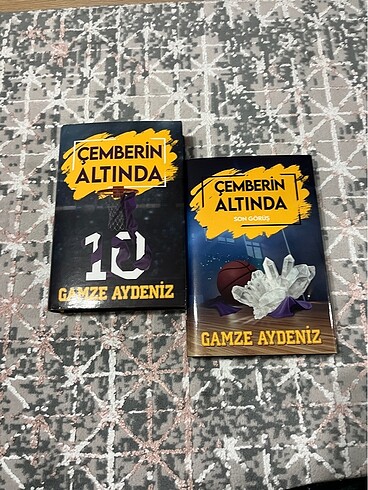 ÇEMBERİN
ALTINDA
10
GAMZE AYDENİZ
ÇEMBERİN
ALTINDA
SON GÖRÜŞ
GAMZE AYDENİZ